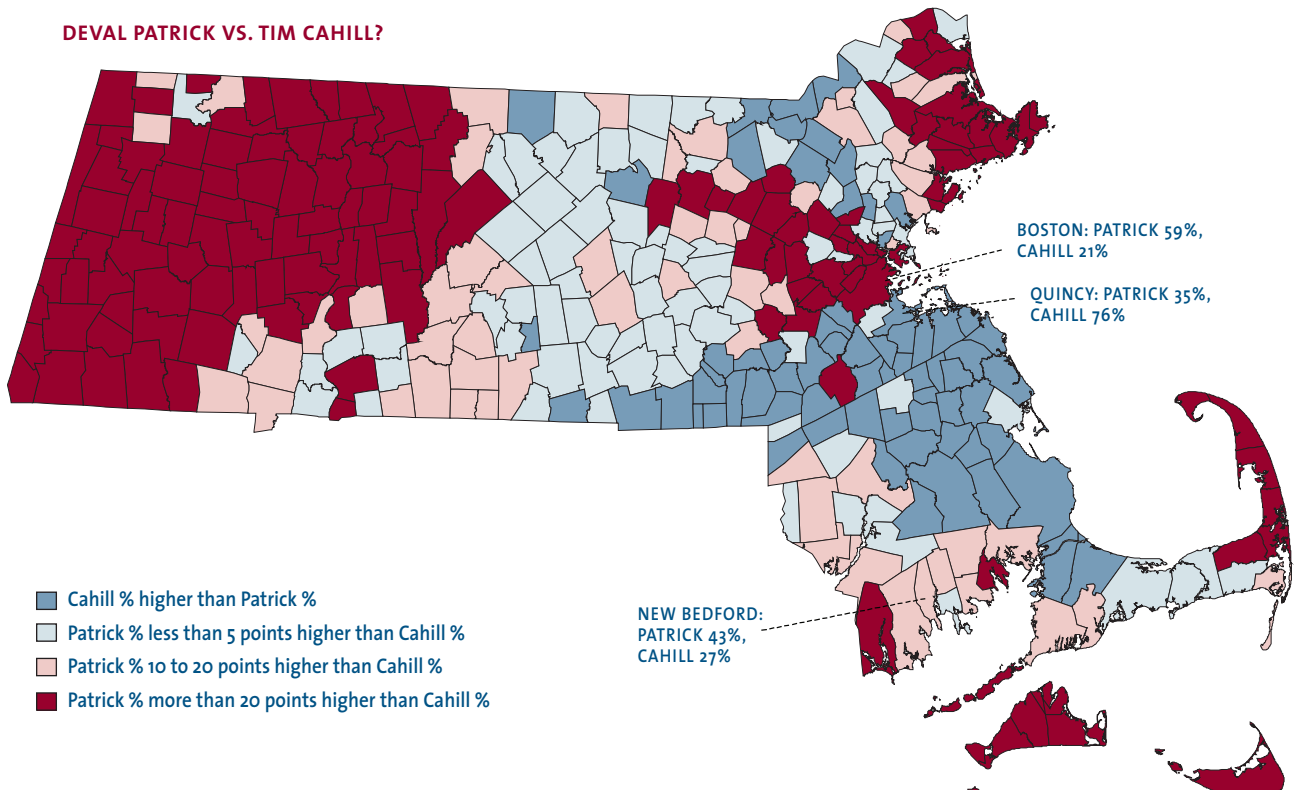 DEVAL PATRICK VS. TIM CAHILL?
BOSTON: PATRICK 59%,
CAHILL 21%
QUINCY: PATRICK 35%,
CAHILL 76%
Cahill % higher than Patrick %
Patrick % less than 5 points higher than Cahill %
Patrick % 10 to 20 points higher than Cahill %
Patrick % more than 20 points higher than Cahill %
NEW BEDFORD:
PATRICK 43%,
CAHILL 27%